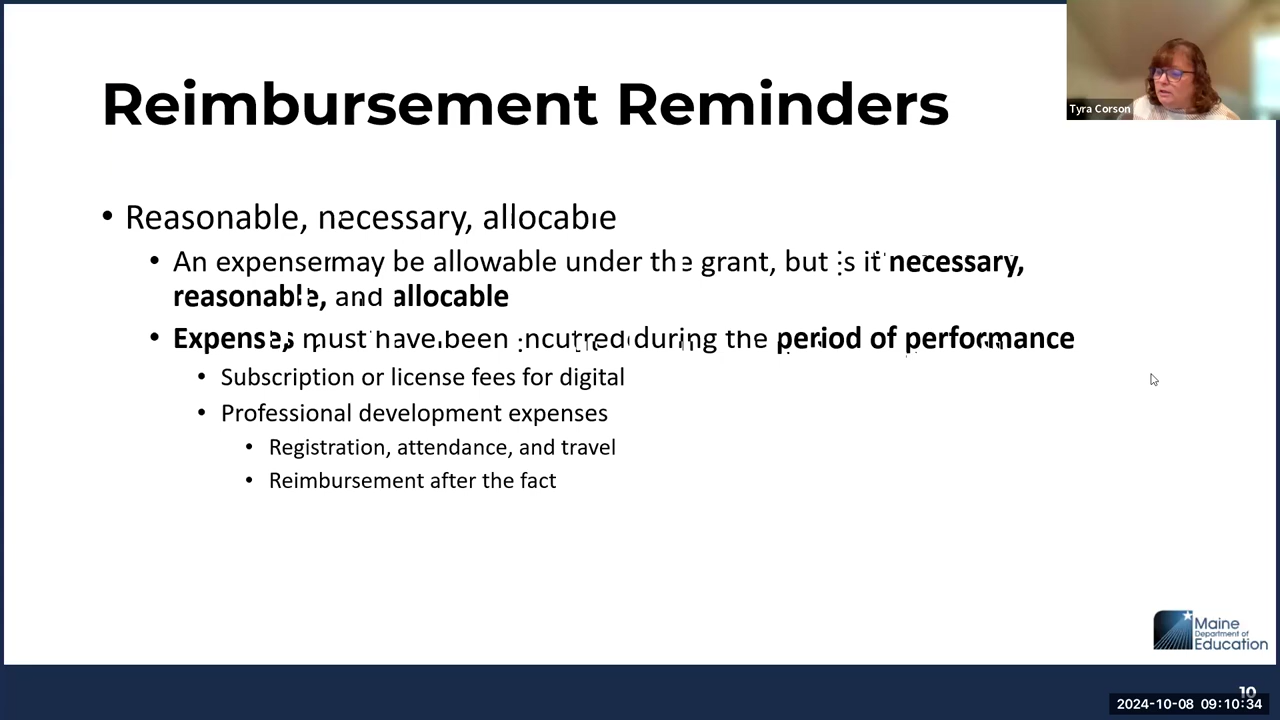 Reimbursement Reminders
Tyra Corson
• Reasonable, necessary, allocable
• An expense may be allowable under the grant, but is it necessary,
reasonable, and allocable
• Expenses must have been incurred during the period of performance
• Subscription or license fees for digital
• Professional development expenses
• Registration, attendance, and travel
• Reimbursement after the fact
Maine
Department of
Education
10
2024-10-08 09:10:34